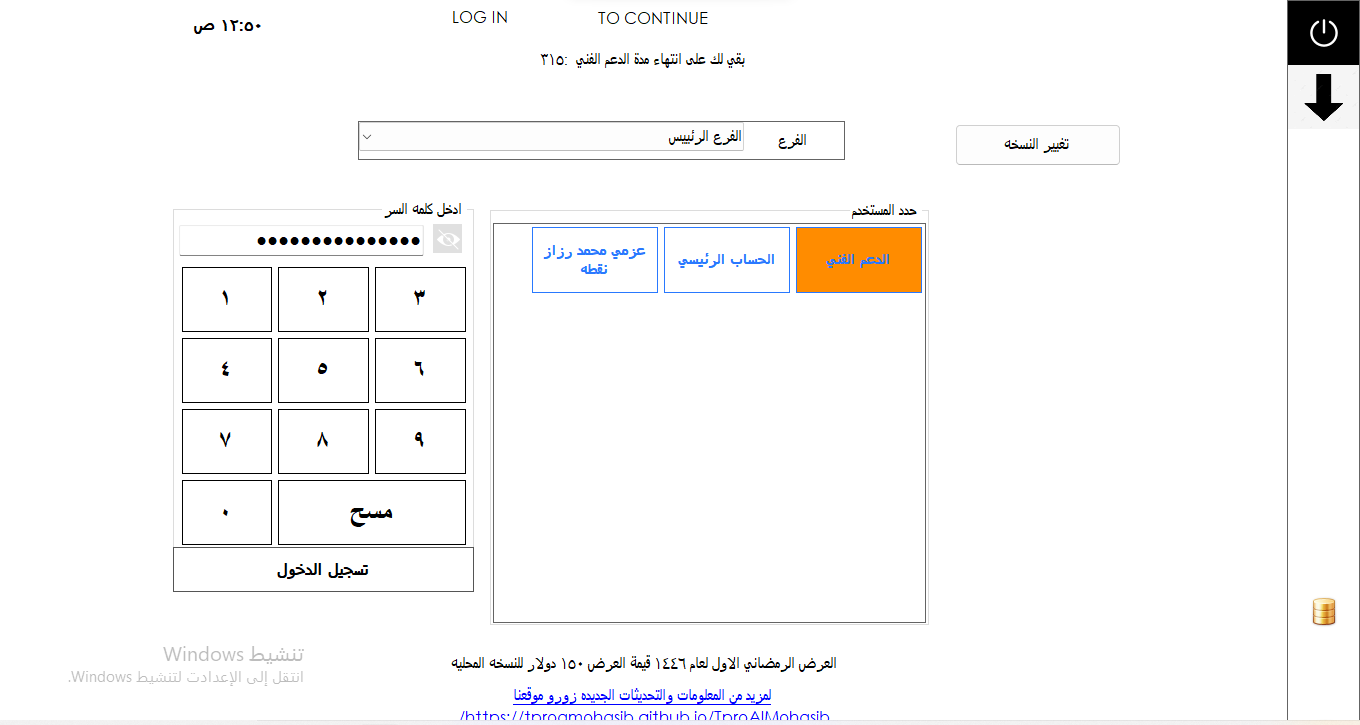 LOG IN TO CONTINUE
١٢:٥٠ ص
بقي لك على انتهاء مدة الدعم الفني :٣١٥
تغيير النسخه
الفرع
الفرع الرئييس
حدد المستخدم
الدعم الفني
الحساب الرئيسي
عزمي محمد رزاز
نقطه
ادخل كلمه السر
●●●●●●●●●●●●●●●
١ ٢ ٣
٤ ٥ ٦
٧ ٨ ٩
٠ مسح
تسجيل الدخول
العرض الرمضاني الاول لعام ١٤٤٦ قيمة العرض ١٥٠ دولار للنسخه المحليه
لمزيد من المعلومات والتحديثات الجديده زورو موقعنا
/https://tproamohasib.github.io/TproAlMohasib
تنشيط Windows
انتقل إلى الإعدادت لتنشيط Windows.